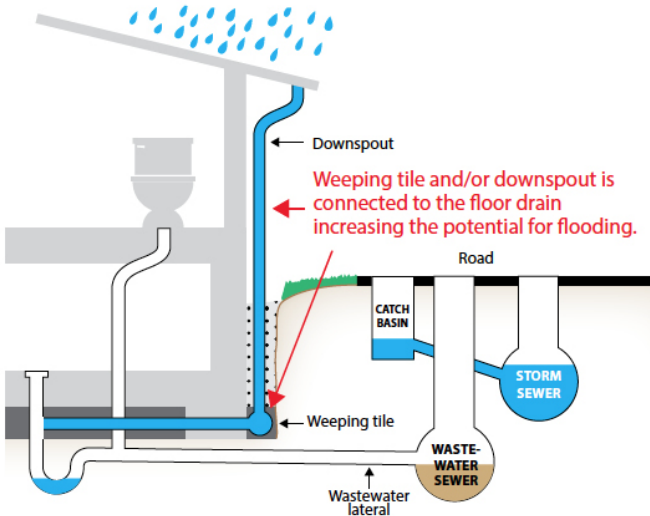 Downspout
Weeping tile and/or downspout is
connected to the floor drain
increasing the potential for flooding.
Road
CATCH
BASIN
STORM
SEWER
Weeping tile
WASTE-
WATER
SEWER
Wastewater
lateral